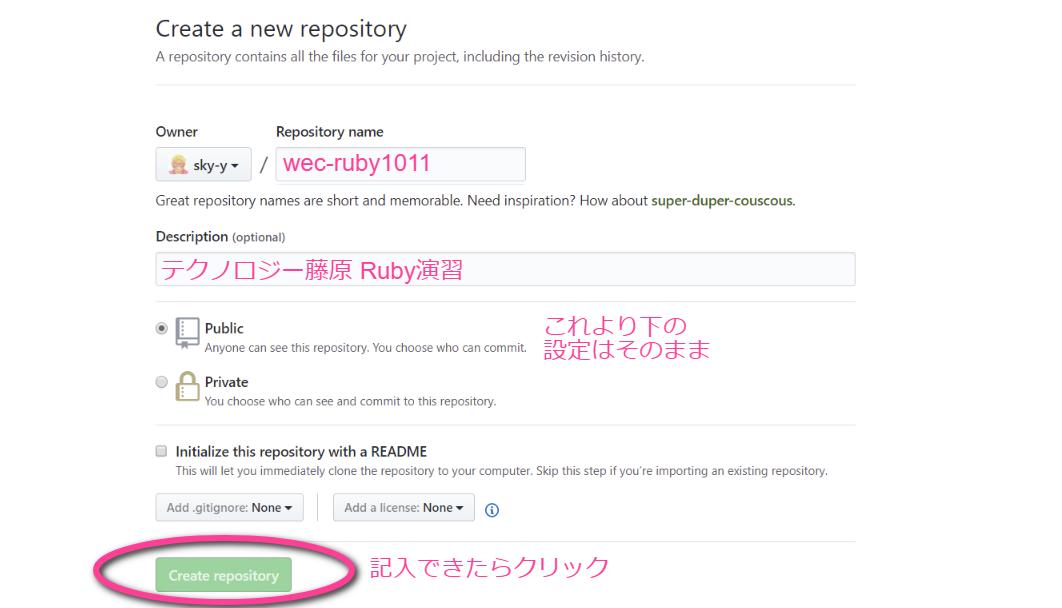 Create a new repository
A repository contains all the files for your project, including the revision history.
Owner Repository name
sky-y / wec-ruby1011
Great repository names are short and memorable. Need inspiration? How about super-duper-couscous.
Description (optional)
テクノロジー藤原 Ruby演習
Public
Anyone can see this repository. You choose who can commit.
これより下の
設定はそのまま
Private
You choose who can see and commit to this repository.
Initialize this repository with a README
This will let you immediately clone the repository to your computer. Skip this step if you’re importing an existing repository.
Add .gitignore: None Add a license: None
Create repository 記入できたらクリック